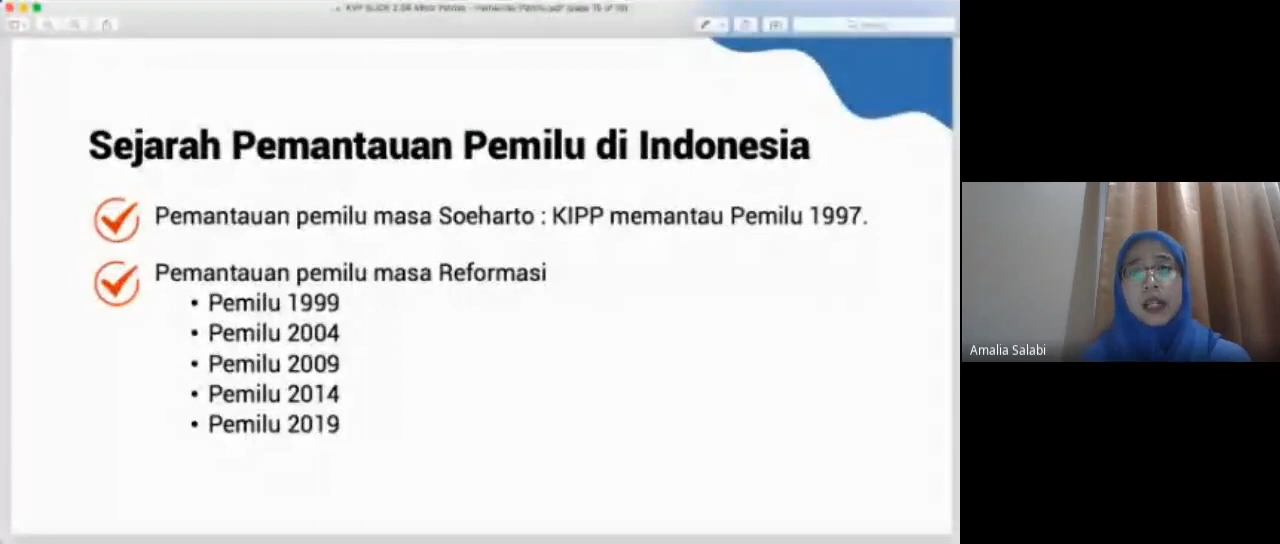 Sejarah Pemantauan Pemilu di Indonesia
Pemantauan pemilu masa Soeharto : KIPP memantau Pemilu 1997.
Pemantauan pemilu masa Reformasi
• Pemilu 1999
• Pemilu 2004
• Pemilu 2009
• Pemilu 2014
• Pemilu 2019
Amalia Salabi